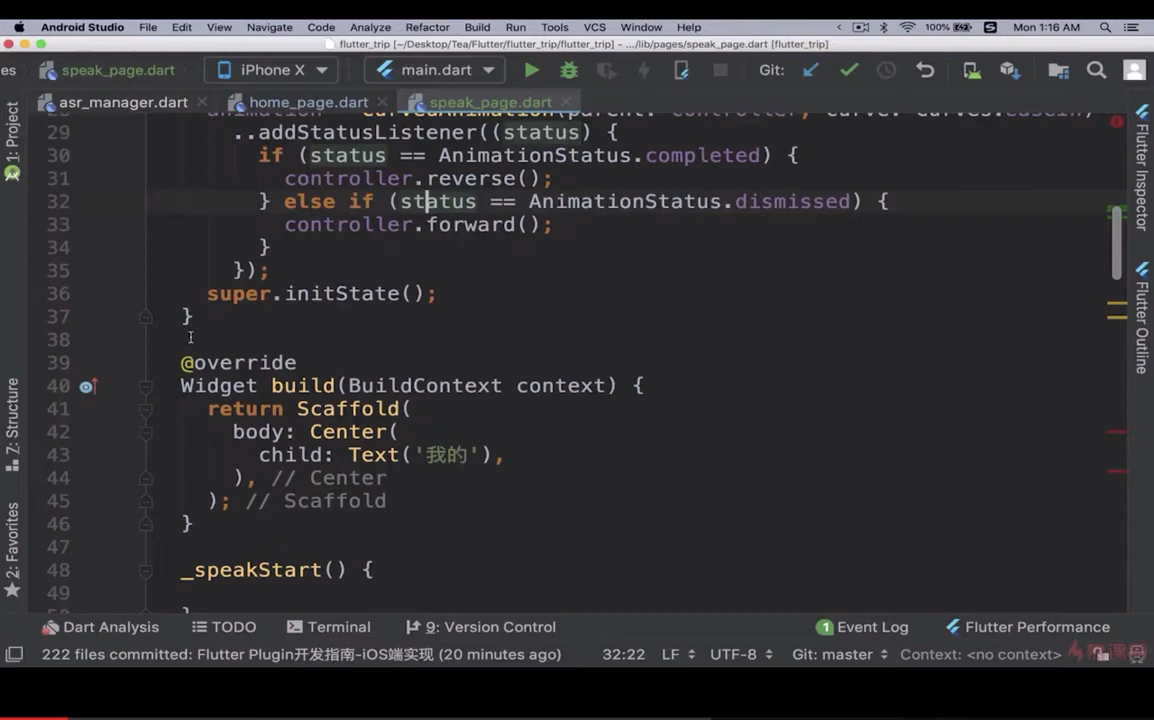 Android Studio File Edit View Navigate Code Analyze Refactor Build Run Tools VCS Window Help 100% Mon 1:16 AM
flutter_trip [~/Desktop/Tea/Flutter/flutter_trip/flutter_trip] - .../lib/pages/speak_page.dart [flutter_trip]
es speak_page.dart iPhone X main.dart Git:
asr_manager.dart home_page.dart speak_page.dart
29 ..addStatusListener((status) {
30 if (status == AnimationStatus.completed) {
31 controller.reverse();
32 } else if (status == AnimationStatus.dismissed) {
33 controller.forward();
34 }
35 });
36 super.initState();
37 }
38
39 @override
40 Widget build(BuildContext context) {
41 return Scaffold(
42 body: Center(
43 child: Text('我的'),
44 ), // Center
45 ); // Scaffold
46 }
47
48 _speakStart() {
49
1: Project
Z: Structure
2: Favorites
Flutter Inspector
Flutter Outline
Dart Analysis TODO Terminal 9: Version Control 1 Event Log Flutter Performance
222 files committed: Flutter Plugin开发指南-iOS端实现 (20 minutes ago) 32:22 LF UTF-8 Git: master Context: <no context>